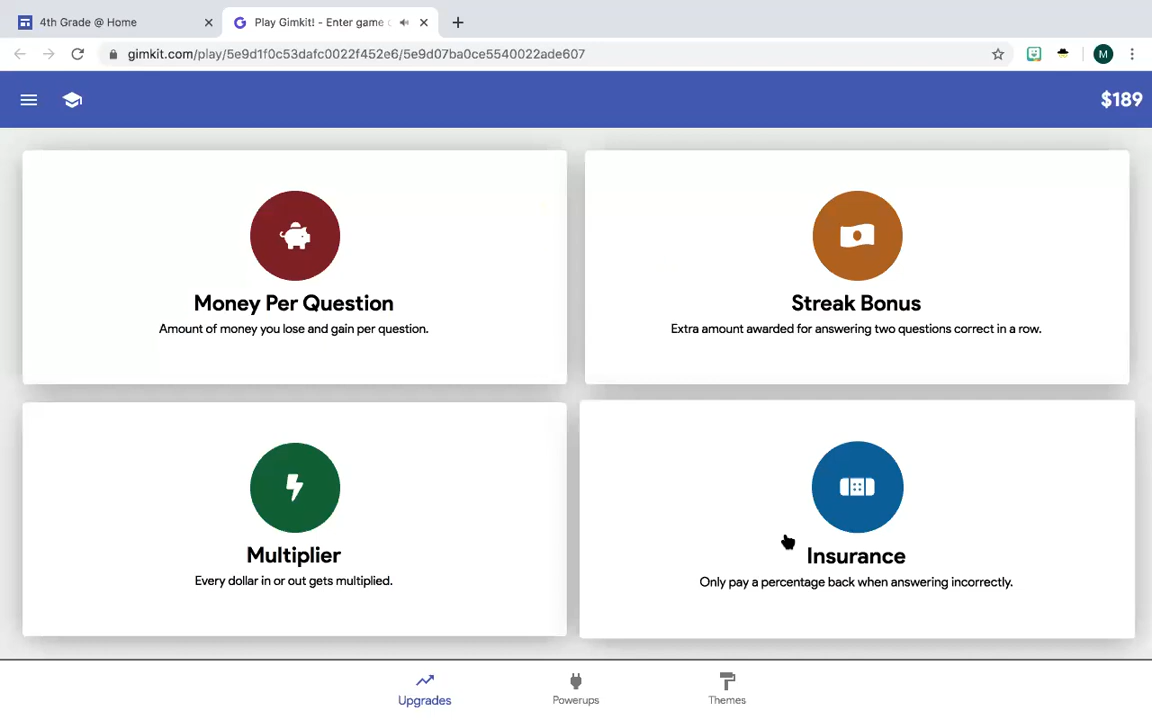 4th Grade @ Home
Play Gimkit! - Enter game
gimkit.com/play/5e9d1f0c53dafc0022f452e6/5e9d07ba0ce5540022ade607
M
$189
Money Per Question
Amount of money you lose and gain per question.
Streak Bonus
Extra amount awarded for answering two questions correct in a row.
Multiplier
Every dollar in or out gets multiplied.
Insurance
Only pay a percentage back when answering incorrectly.
Upgrades
Powerups
Themes